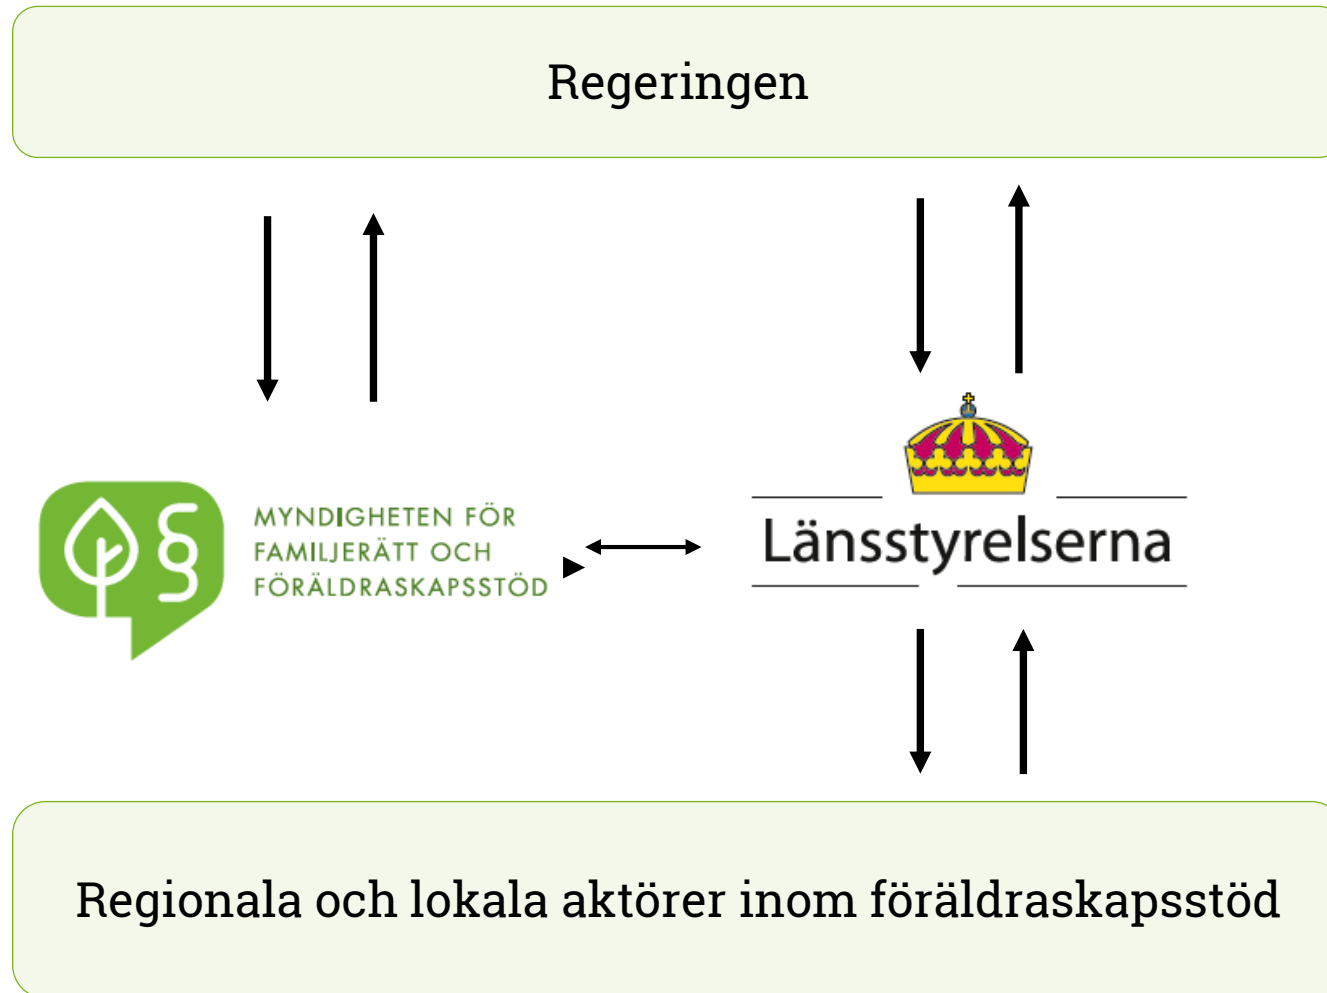 Regeringen
MYNDIGHETEN FÖR
FAMILJERÄTT OCH
FÖRÄLDRASKAPSSTÖD
Länsstyrelserna
Regionala och lokala aktörer inom föräldraskapsstöd